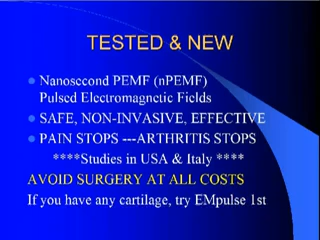 TESTED & NEW
Nanosecond PEMF (nPEMF)
Pulsed Electromagnetic Fields
SAFE, NON-INVASIVE, EFFECTIVE
PAIN STOPS ---ARTHRITIS STOPS
****Studies in USA & Italy ****
AVOID SURGERY AT ALL COSTS
If you have any cartilage, try EMpulse 1st